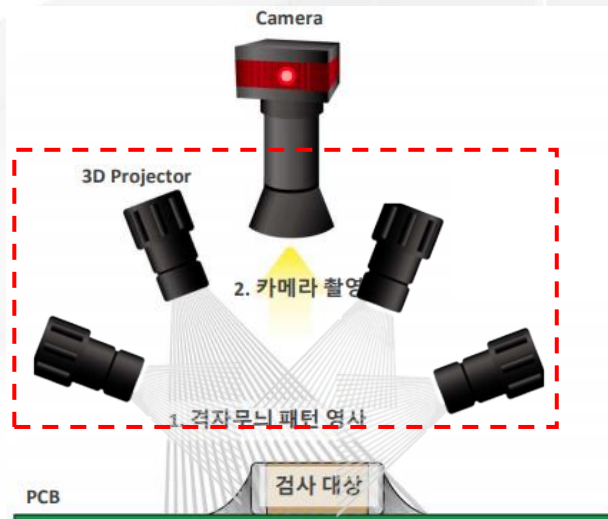 Camera
3D Projector
2. 카메라 촬영
1. 격자무늬 패턴 영사
검사 대상
PCB